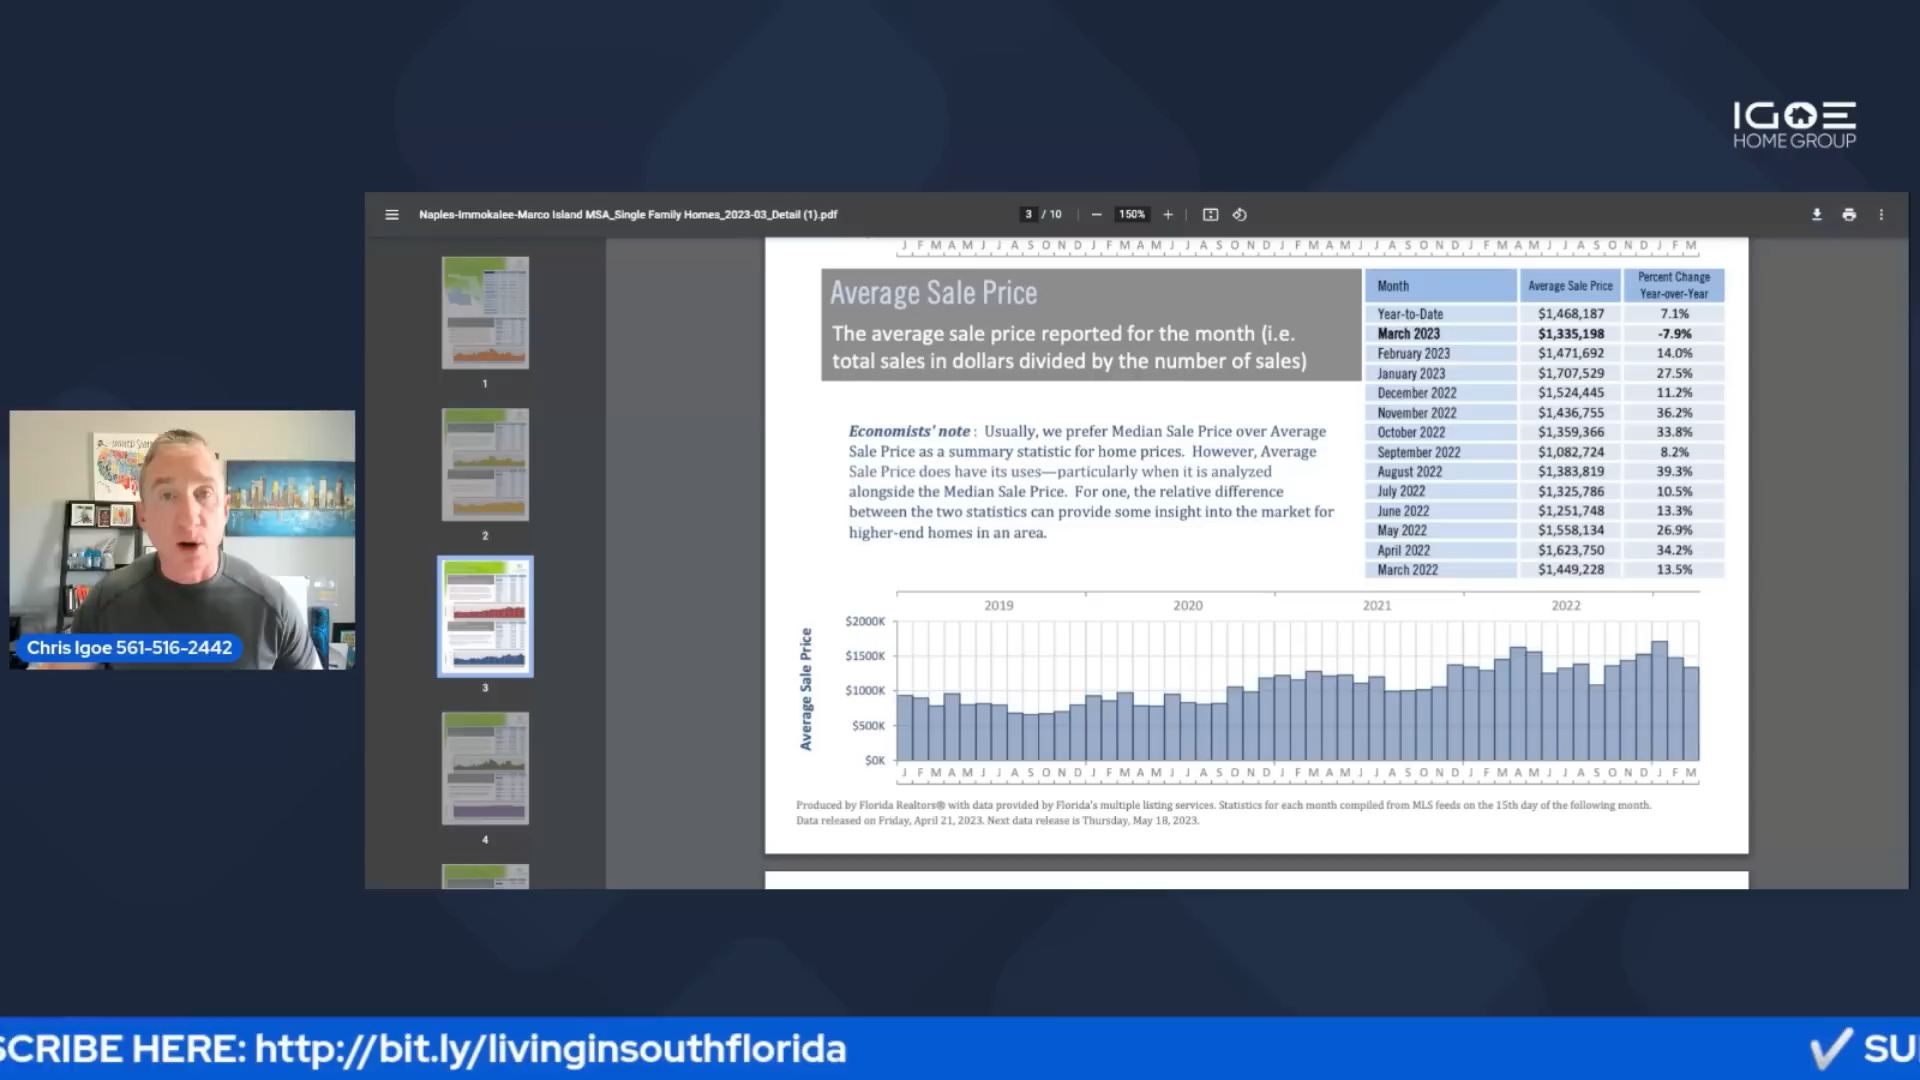 IGOE
HOME GROUP
Naples-Immokalee-Marco Island MSA_Single Family Homes_2023-03_Detail (1).pdf
3 / 10
150%
J F M A M J J A S O N D J F M A M J J A S O N D J F M A M J J A S O N D J F M A M J J A S O N D J F M
Average Sale Price
The average sale price reported for the month (i.e.
total sales in dollars divided by the number of sales)
Economists' note : Usually, we prefer Median Sale Price over Average
Sale Price as a summary statistic for home prices. However, Average
Sale Price does have its uses—particularly when it is analyzed
alongside the Median Sale Price. For one, the relative difference
between the two statistics can provide some insight into the market for
higher-end homes in an area.
Month Average Sale Price Percent Change Year-over-Year
Year-to-Date $1,468,187 7.1%
March 2023 $1,335,198 -7.9%
February 2023 $1,471,692 14.0%
January 2023 $1,707,529 27.5%
December 2022 $1,524,445 11.2%
November 2022 $1,436,755 36.2%
October 2022 $1,359,366 33.8%
September 2022 $1,082,724 8.2%
August 2022 $1,383,819 39.3%
July 2022 $1,325,786 10.5%
June 2022 $1,251,748 13.3%
May 2022 $1,558,134 26.9%
April 2022 $1,623,750 34.2%
March 2022 $1,449,228 13.5%
2019 2020 2021 2022
Average Sale Price
$2000K
$1500K
$1000K
$500K
$0K
J F M A M J J A S O N D J F M A M J J A S O N D J F M A M J J A S O N D J F M A M J J A S O N D J F M
Produced by Florida Realtors® with data provided by Florida's multiple listing services. Statistics for each month compiled from MLS feeds on the 15th day of the following month.
Data released on Friday, April 21, 2023. Next data release is Thursday, May 18, 2023.
1
2
3
4
Chris Igoe 561-516-2442
SCRIBE HERE: http://bit.ly/livinginsouthflorida
SU